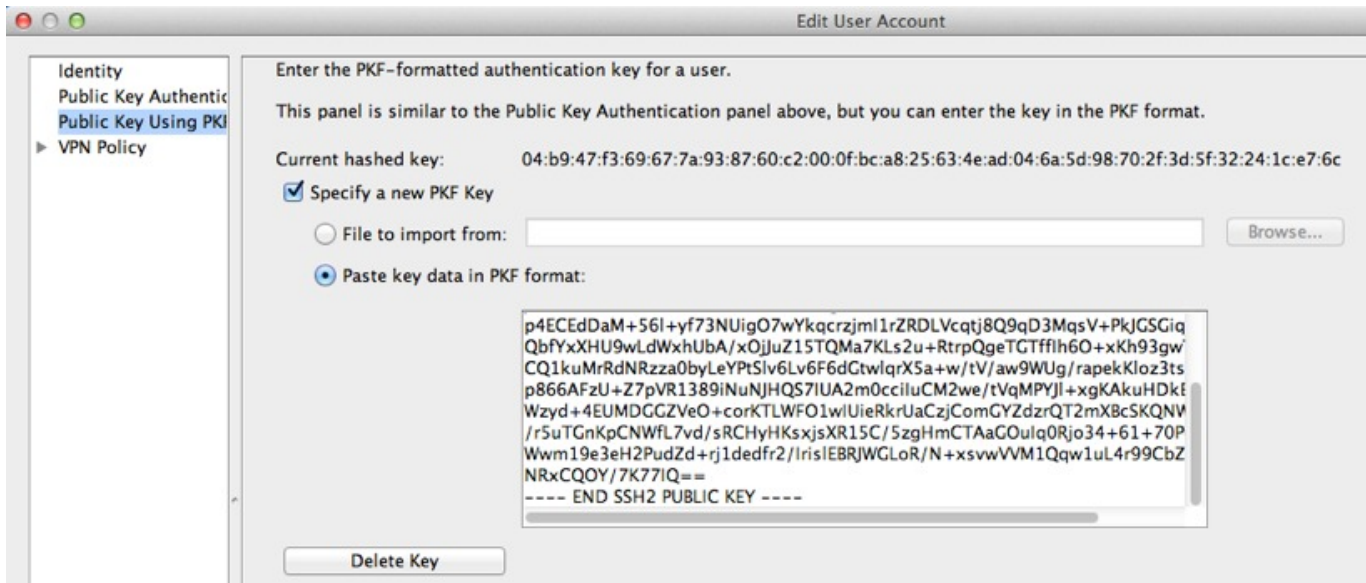 Edit User Account
Identity
Public Key Authentic
Public Key Using PKF
VPN Policy
Enter the PKF-formatted authentication key for a user.
This panel is similar to the Public Key Authentication panel above, but you can enter the key in the PKF format.
Current hashed key: 04:b9:47:f3:69:67:7a:93:87:60:c2:00:0f:bc:a8:25:63:4e:ad:04:6a:5d:98:70:2f:3d:5f:32:24:1c:e7:6c
Specify a new PKF Key
File to import from:
Browse...
Paste key data in PKF format:
p4ECEdDaM+56l+yf73NUigO7wYkqcrzjmI1rZRDLVcqtj8Q9qD3MqsV+PkJGSGiq
QbfYxXHU9wLdWxhUbA/xOjJuZ15TQMa7KLs2u+RtrpQgeTGTfflh6O+xKh93gw
CQ1kuMrRdNRzza0byLeYPtSlv6Lv6F6dGtwlqrX5a+w/tV/aw9WUg/rapekKloz3ts
p866AFzU+Z7pVR1389iNuNJHQS7IUA2m0cciluCM2we/tVqMPYJl+xgKAkuHDkE
Wzyd+4EUMDGGZVeO+corKTLWFO1wlUieRkrUaCzjComGYZdzrQT2mXBcSKQNW
/r5uTGnKpCNWfL7vd/sRCHyHKsxjsXR15C/5zgHmCTAaGOulq0Rjo34+61+70P
Wwm19e3eH2PudZd+rj1dedfr2/IrislEBRJWGLoR/N+xsvwVVM1Qqw1uL4r99CbZ
NRxCQOY/7K77IQ==
---- END SSH2 PUBLIC KEY ----
Delete Key